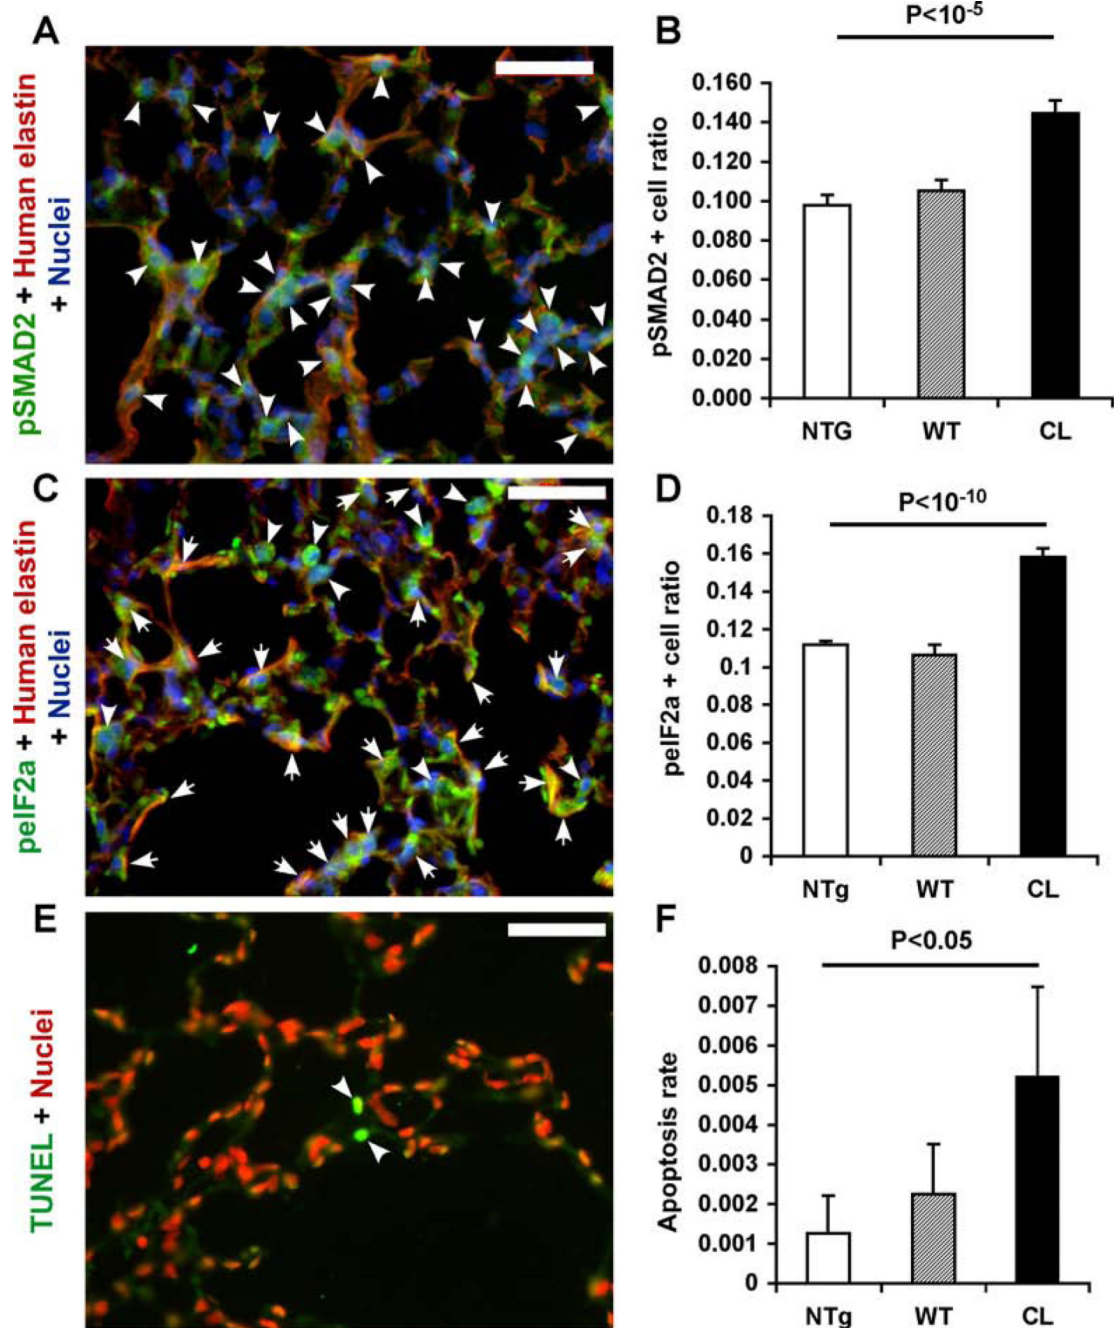 A
pSMAD2 + Human elastin
+ Nuclei
B
P<10-5
pSMAD2 + cell ratio
0.160
0.140
0.120
0.100
0.080
0.060
0.040
0.020
0.000
NTG WT CL
C
peIF2a + Human elastin
+ Nuclei
D
P<10-10
peIF2a + cell ratio
0.18
0.16
0.14
0.12
0.1
0.08
0.06
0.04
0.02
0
NTg WT CL
E
TUNEL + Nuclei
F
P<0.05
Apoptosis rate
0.008
0.007
0.006
0.005
0.004
0.003
0.002
0.001
0
NTg WT CL